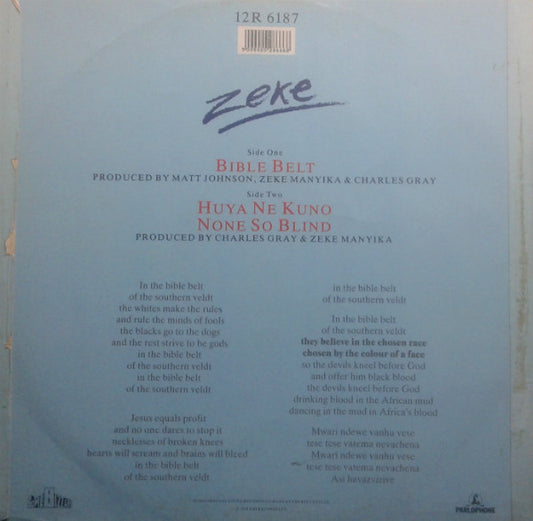 12R 6187
Zeke
Side One
BIBLE BELT
PRODUCED BY MATT JOHNSON, ZEKE MANYIKA & CHARLES GRAY
Side Two
HUYA NE KUNO
NONE SO BLIND
PRODUCED BY CHARLES GRAY & ZEKE MANYIKA
In the bible belt
of the southern veldt
the whites make the rules
and rule the minds of fools
the blacks go to the dogs
and the rest strive to be gods
in the bible belt
of the southern veldt
in the bible belt
of the southern veldt
Jesus equals profit
and no one dares to stop it
necklesses of broken knees
hearts will scream and brains will bleed
in the bible belt
of the southern veldt
in the bible belt
of the southern veldt
In the bible belt
of the southern veldt
they believe in the chosen race
chosen by the colour of a face
so the devils kneel before God
and offer him black blood
the devils kneel before God
drinking blood in the African mud
dancing in the mud in Africa's blood
Mwari ndewe vanhu vese
tese tese vatema nevachena
Mwari ndewe vanhu vese
tese tese vatema nevachena
Asi havazvizive
PARLOPHONE